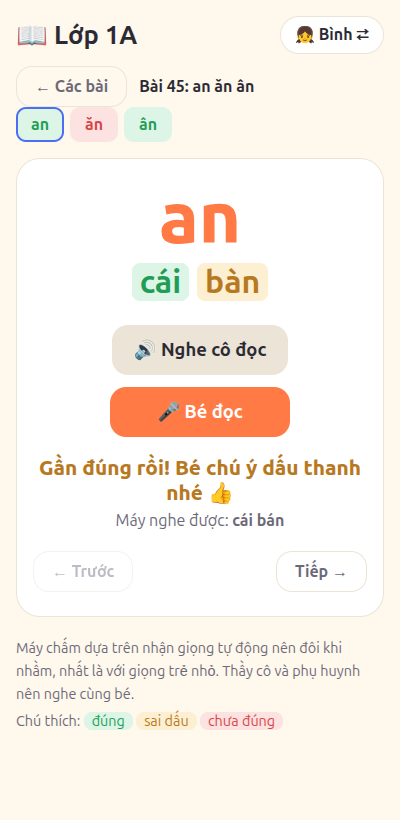 📖 Lớp 1A
👧 Bình ⇄
← Các bài
Bài 45: an ăn ân
an ăn ân
an
cái bàn
🔊 Nghe cô đọc
🎤 Bé đọc
Gần đúng rồi! Bé chú ý dấu thanh
nhé 👍
Máy nghe được: cái bán
← Trước
Tiếp →
Máy chấm dựa trên nhận giọng tự động nên đôi khi
nhầm, nhất là với giọng trẻ nhỏ. Thầy cô và phụ huynh
nên nghe cùng bé.
Chú thích: đúng sai dấu chưa đúng